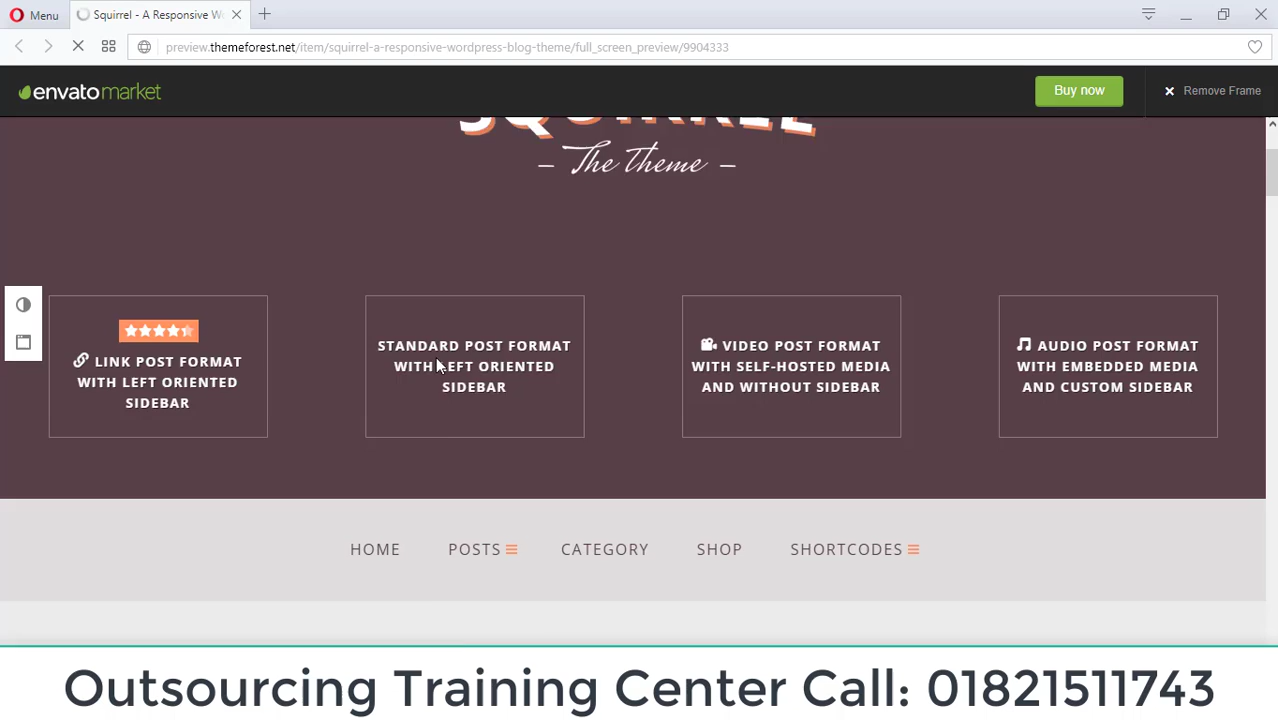 Menu
Squirrel - A Responsive W
preview.themeforest.net/item/squirrel-a-responsive-wordpress-blog-theme/full_screen_preview/9904333
envatomarket
Buy now
Remove Frame
SQUIRREL
– The Theme –
LINK POST FORMAT
WITH LEFT ORIENTED
SIDEBAR
STANDARD POST FORMAT
WITH LEFT ORIENTED
SIDEBAR
VIDEO POST FORMAT
WITH SELF-HOSTED MEDIA
AND WITHOUT SIDEBAR
AUDIO POST FORMAT
WITH EMBEDDED MEDIA
AND CUSTOM SIDEBAR
HOME POSTS CATEGORY SHOP SHORTCODES
Outsourcing Training Center Call: 01821511743